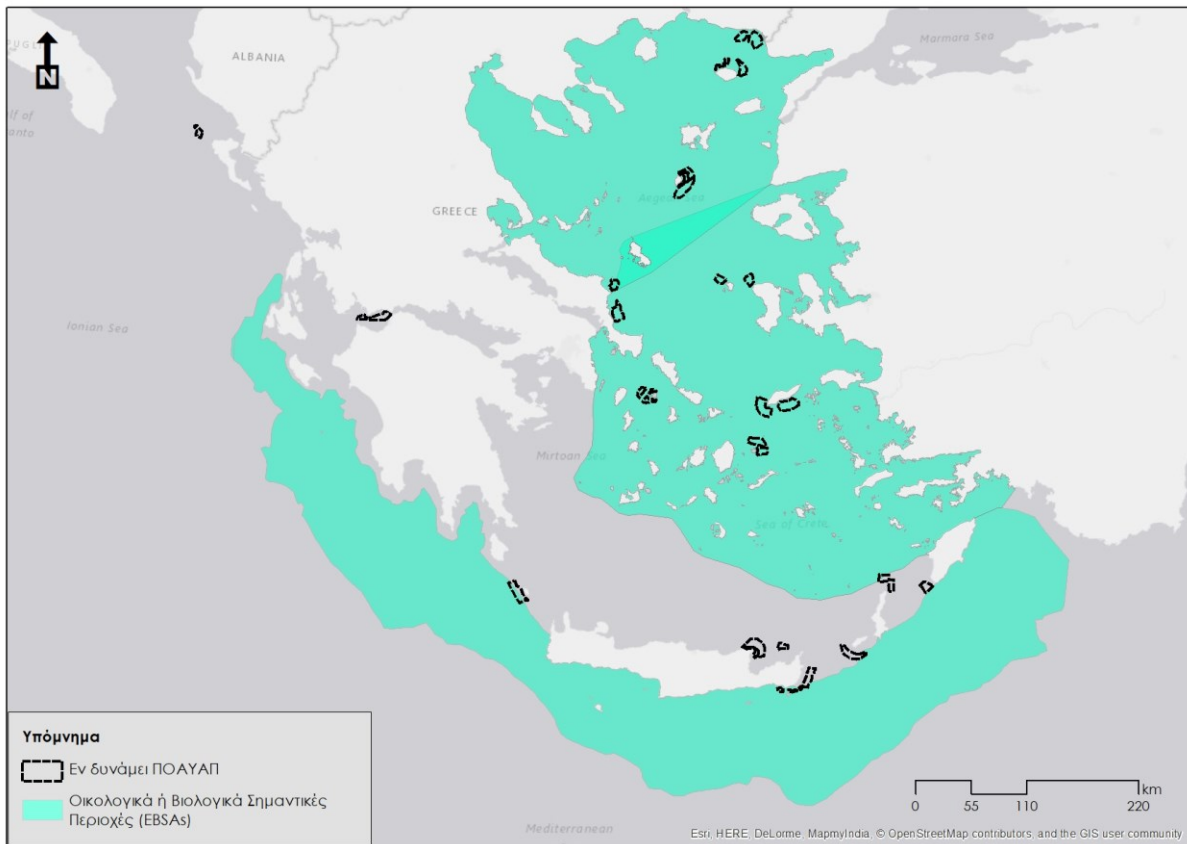 N
ALBANIA
Marmara Sea
GREECE
Aegean Sea
Ionian Sea
Mirtoan Sea
Sea of Crete
Υπόμνημα
Εν δυνάμει ΠΟΑΥΑΠ
Οικολογικά ή Βιολογικά Σημαντικές
Περιοχές (EBSAs)
km
0 55 110 220
Mediterranean
Esri, HERE, DeLorme, MapmyIndia, © OpenStreetMap contributors, and the GIS user community